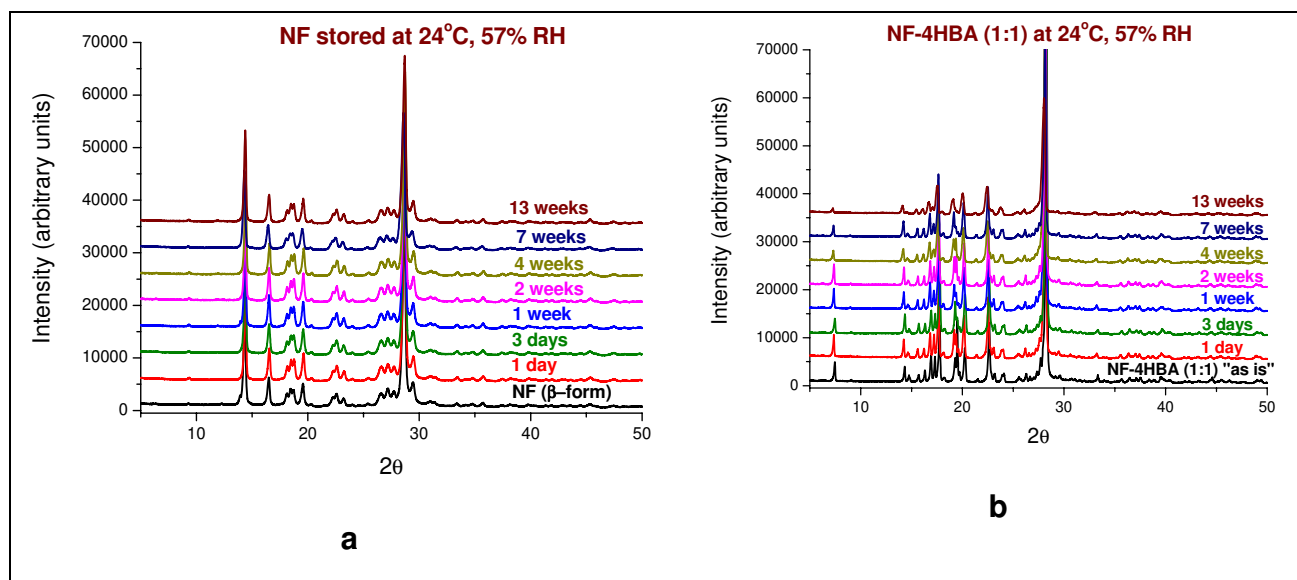 NF stored at 24°C, 57% RH
70000
60000
50000
40000
30000
20000
10000
0
Intensity (arbitrary units)
13 weeks
7 weeks
4 weeks
2 weeks
1 week
3 days
1 day
NF (β–form)
10
20
30
40
50
2θ
a
NF-4HBA (1:1) at 24°C, 57% RH
70000
60000
50000
40000
30000
20000
10000
0
Intensity (arbitrary units)
13 weeks
7 weeks
4 weeks
2 weeks
1 week
3 days
1 day
NF-4HBA (1:1) "as is"
10
20
30
40
50
2θ
b